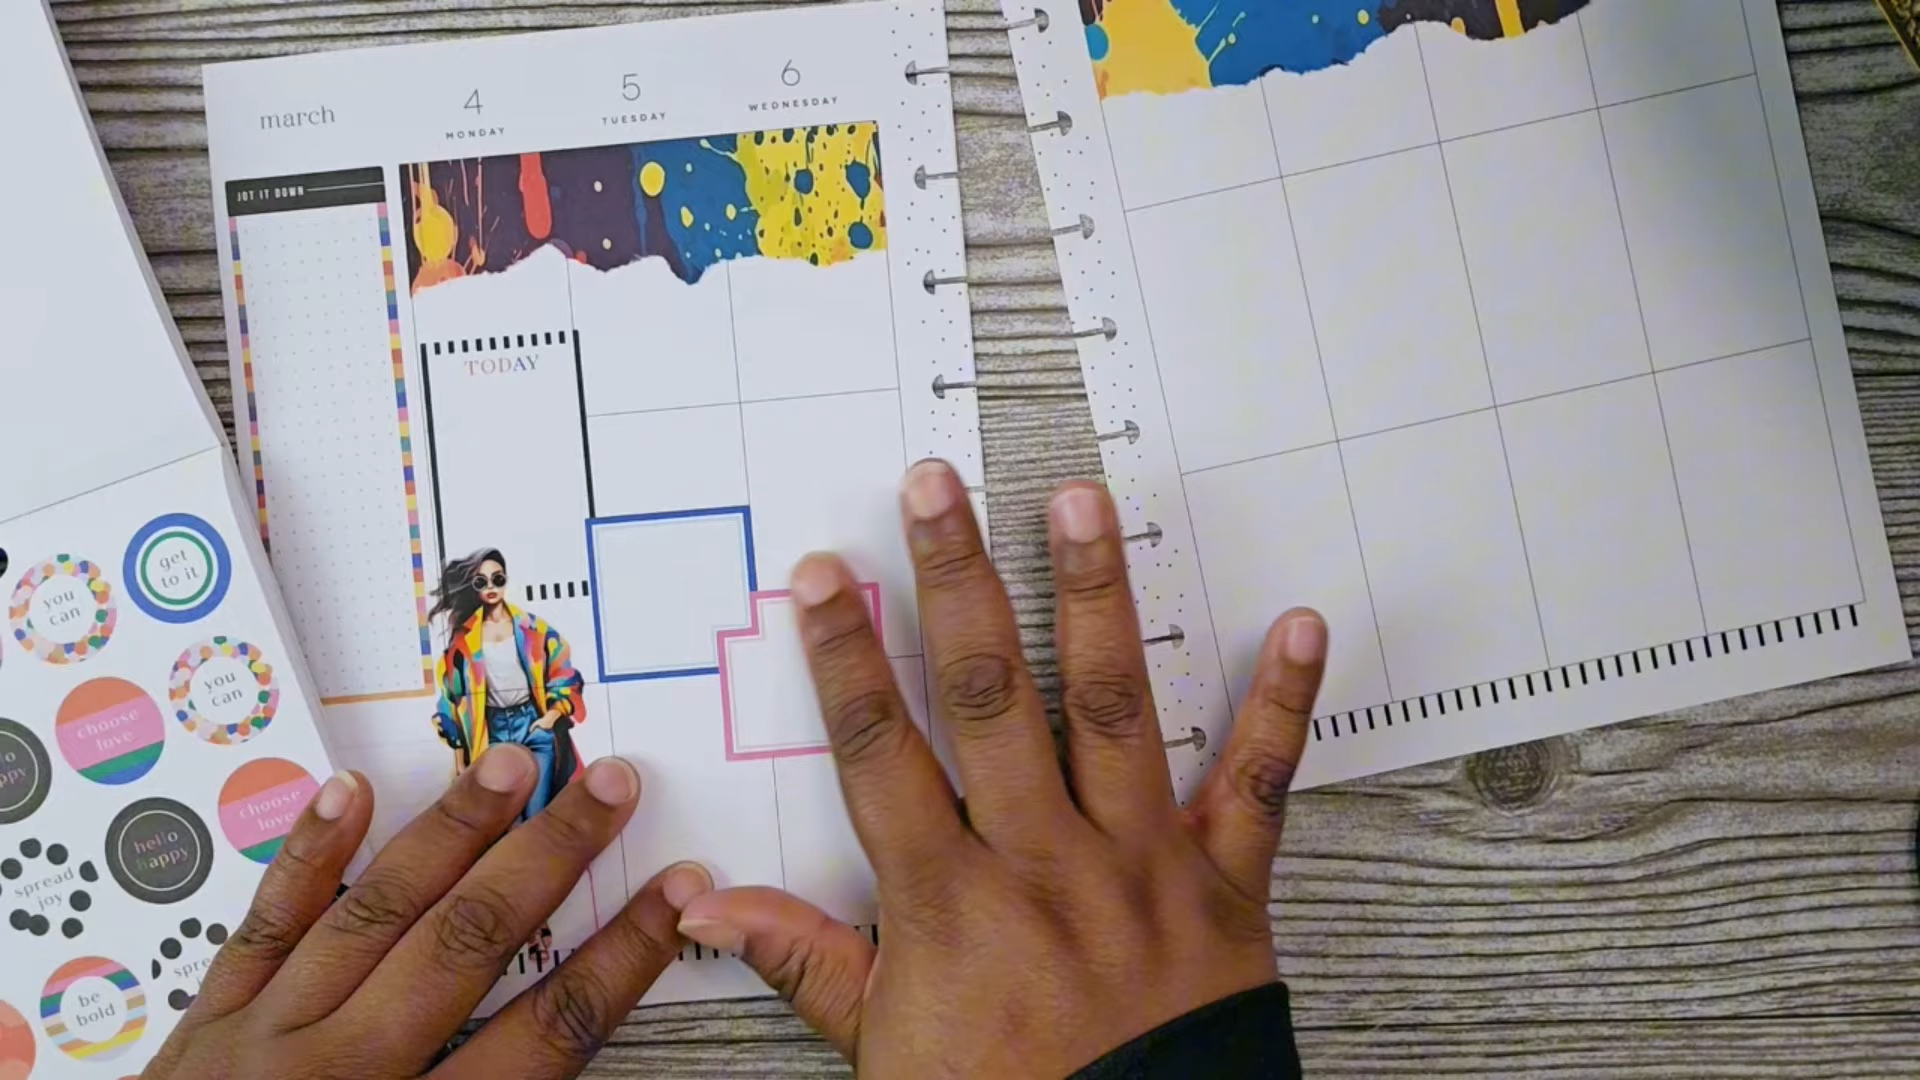 march
4
MONDAY
5
TUESDAY
6
WEDNESDAY
JOT IT DOWN
TODAY
get
to it
you
can
you
can
choose
love
choose
love
hello
happy
spread
joy
be
bold